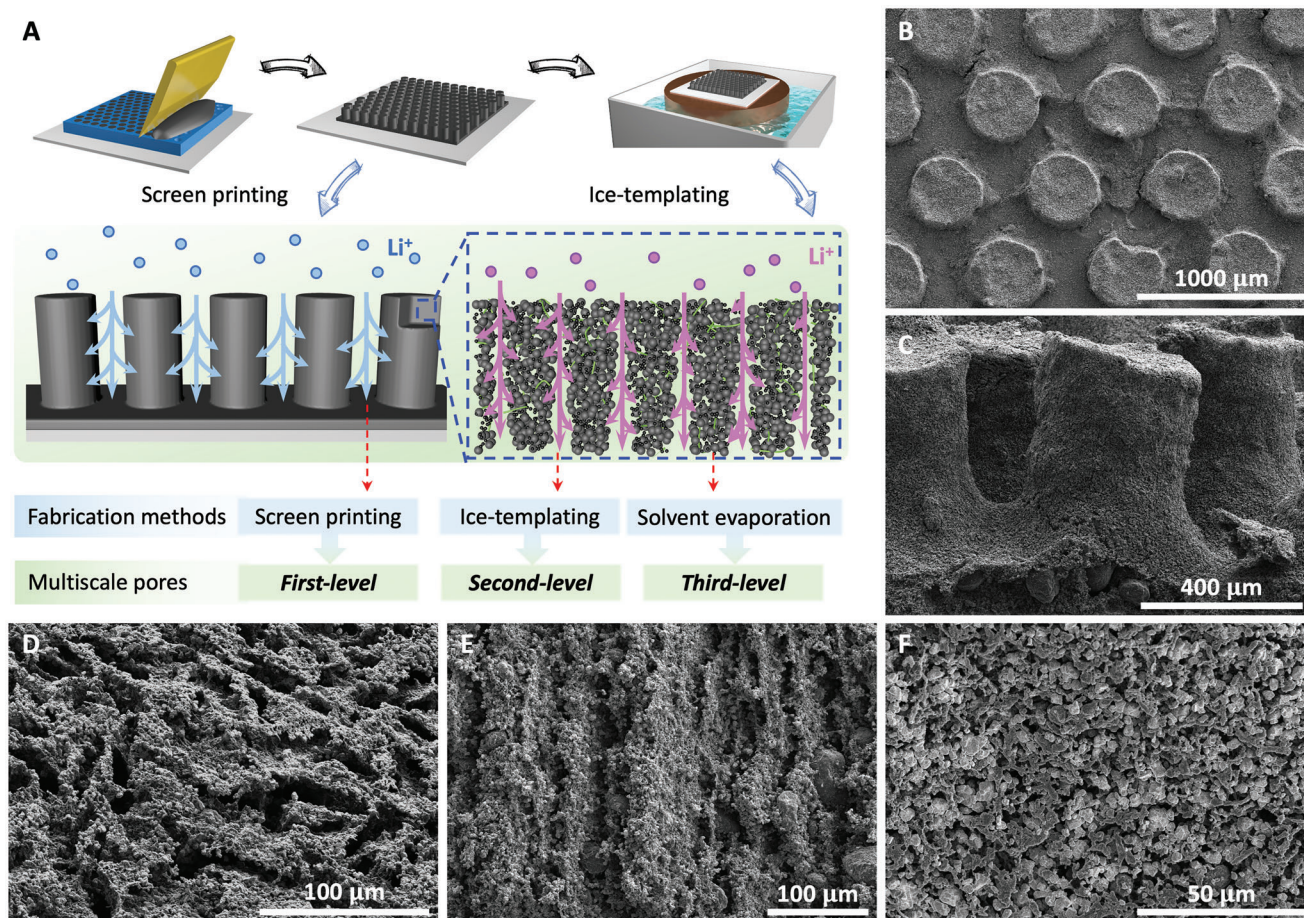 A
Screen printing
Ice-templating
Li⁺
Li⁺
Fabrication methods
Screen printing
Ice-templating
Solvent evaporation
Multiscale pores
First-level
Second-level
Third-level
B
1000 μm
C
400 μm
D
100 μm
E
100 μm
F
50 μm